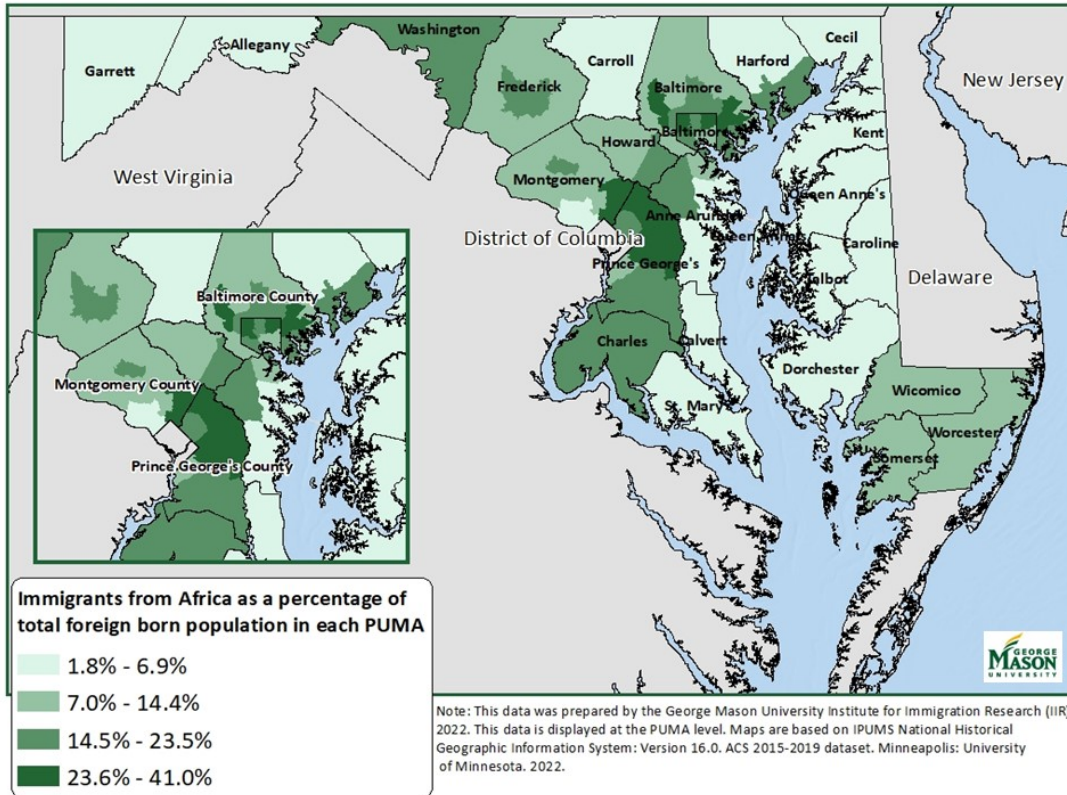 Washington
Allegany
Garrett
Carroll
Harford
Cecil
Frederick
Baltimore
New Jersey
Baltimore
Kent
Howard
Montgomery
West Virginia
Queen Anne's
Anne Arundel
District of Columbia
Caroline
Prince George's
Talbot
Delaware
Charles
Calvert
Dorchester
St. Mary's
Wicomico
Worcester
Somerset
Baltimore County
Montgomery County
Prince George's County
Immigrants from Africa as a percentage of
total foreign born population in each PUMA
1.8% - 6.9%
7.0% - 14.4%
14.5% - 23.5%
23.6% - 41.0%
GEORGE
MASON
UNIVERSITY
Note: This data was prepared by the George Mason University Institute for Immigration Research (IIR)
2022. This data is displayed at the PUMA level. Maps are based on IPUMS National Historical
Geographic Information System: Version 16.0. ACS 2015-2019 dataset. Minneapolis: University
of Minnesota. 2022.